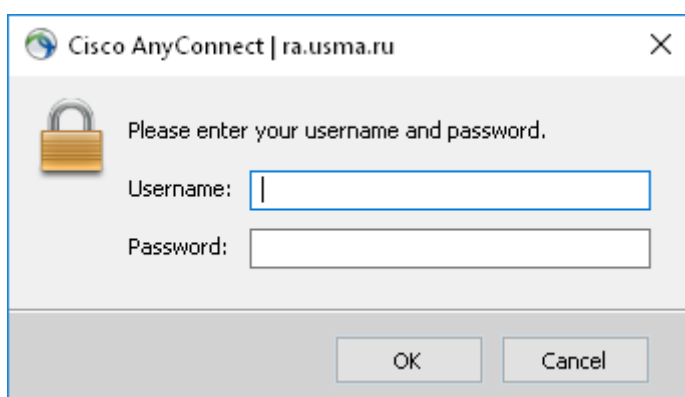 Cisco AnyConnect | ra.usma.ru
Please enter your username and password.
Username:
Password:
OK Cancel